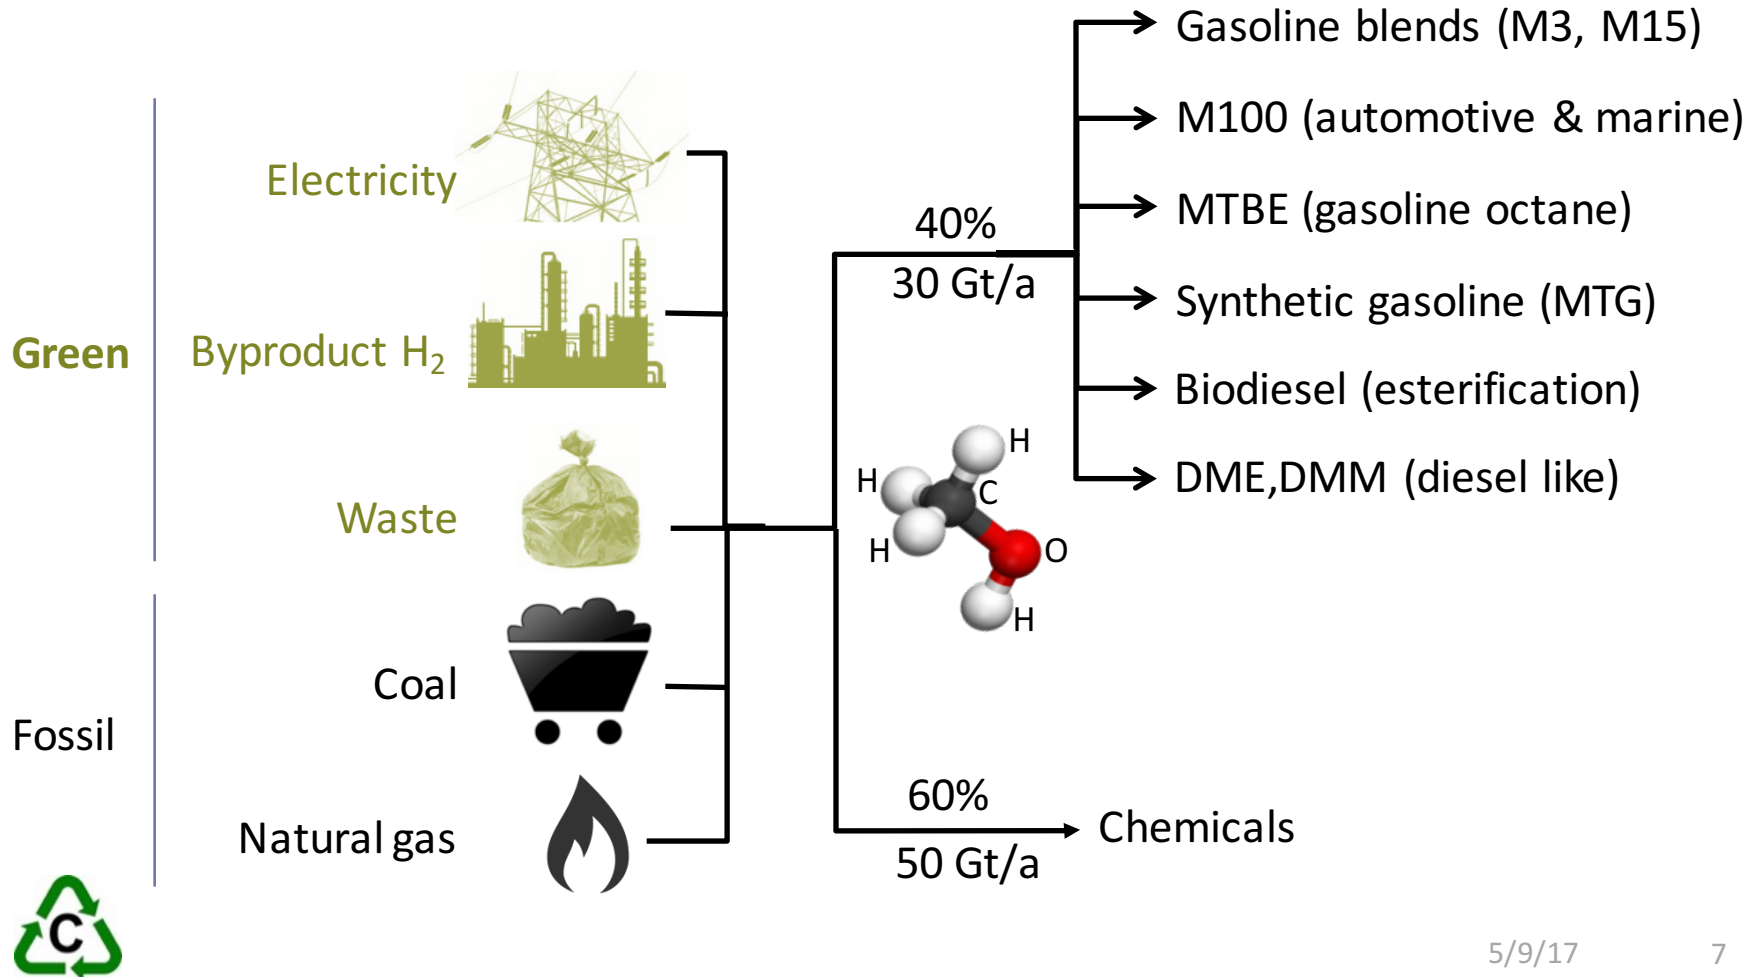 Green
Electricity
Byproduct H₂
Waste
Fossil
Coal
Natural gas
40%
30 Gt/a
Gasoline blends (M3, M15)
M100 (automotive & marine)
MTBE (gasoline octane)
Synthetic gasoline (MTG)
Biodiesel (esterification)
DME,DMM (diesel like)
H
H
C
H
O
H
60%
50 Gt/a
Chemicals
C
5/9/17
7